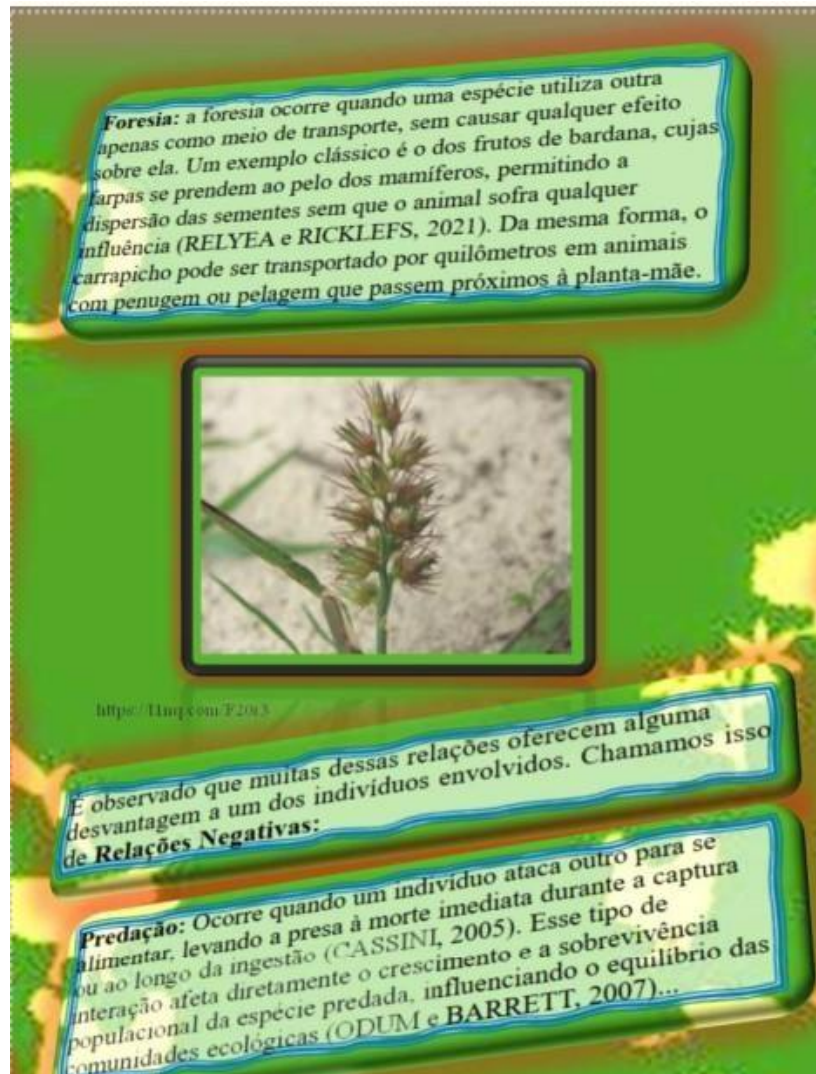 Foresia: a foresia ocorre quando uma espécie utiliza outra
apenas como meio de transporte, sem causar qualquer efeito
sobre ela. Um exemplo clássico é o dos frutos de bardana, cujas
farpas se prendem ao pelo dos mamíferos, permitindo a
dispersão das sementes sem que o animal sofra qualquer
influência (RELYEA e RICKLEFS, 2021). Da mesma forma, o
carrapicho pode ser transportado por quilômetros em animais
com penugem ou pelagem que passem próximos à planta-mãe.
É observado que muitas dessas relações oferecem alguma
desvantagem a um dos indivíduos envolvidos. Chamamos isso
de Relações Negativas:
Predação: Ocorre quando um indivíduo ataca outro para se
alimentar, levando a presa à morte imediata durante a captura
ou ao longo da ingestão (CASSINI, 2005). Esse tipo de
interação afeta diretamente o crescimento e a sobrevivência
populacional da espécie predada, influenciando o equilíbrio das
comunidades ecológicas (ODUM e BARRETT, 2007)...